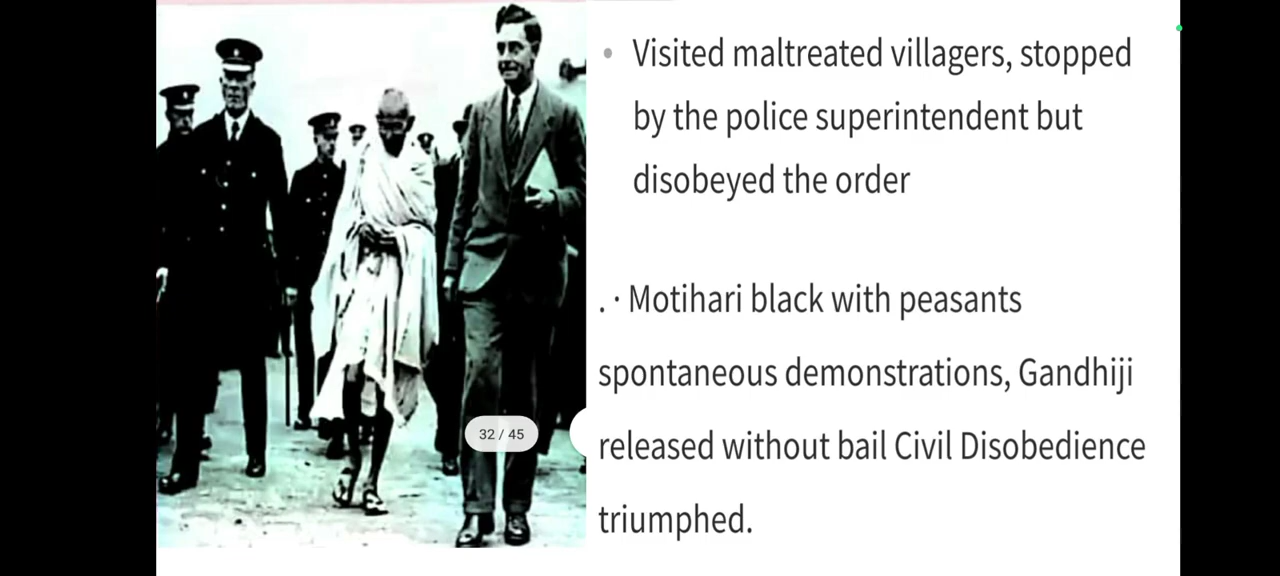 • Visited maltreated villagers, stopped
by the police superintendent but
disobeyed the order
. · Motihari black with peasants
spontaneous demonstrations, Gandhiji
released without bail Civil Disobedience
triumphed.
32 / 45